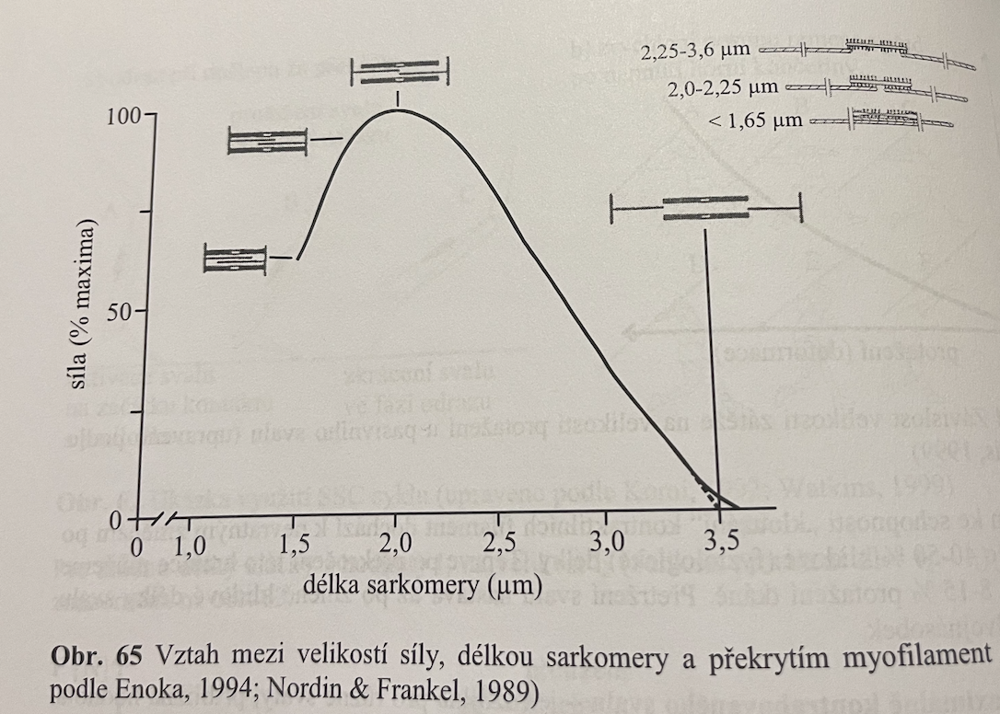 2,25-3,6 µm
2,0-2,25 µm
< 1,65 µm
100
50
0
síla (% maxima)
0 1,0 1,5 2,0 2,5 3,0 3,5
délka sarkomery (µm)
Obr. 65 Vztah mezi velikostí síly, délkou sarkomery a překrytím myofilament
podle Enoka, 1994; Nordin & Frankel, 1989)